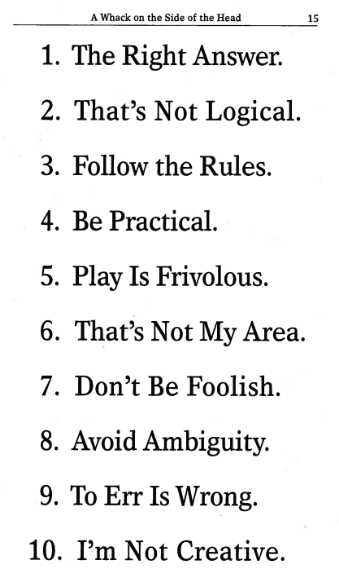 A Whack on the Side of the Head 15
1. The Right Answer.
2. That's Not Logical.
3. Follow the Rules.
4. Be Practical.
5. Play Is Frivolous.
6. That's Not My Area.
7. Don't Be Foolish.
8. Avoid Ambiguity.
9. To Err Is Wrong.
10. I'm Not Creative.